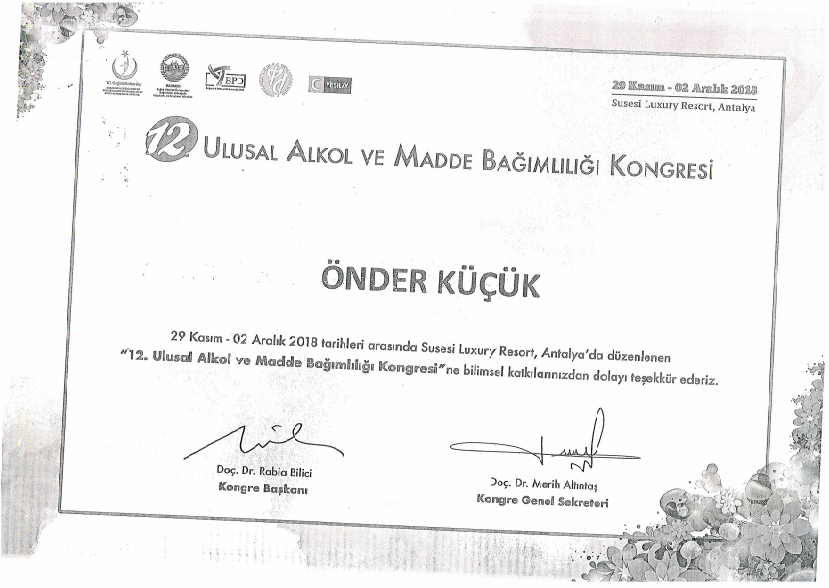 БРС
29 Kasım - 02 Aralık 2018
Susesi Luxury Resort, Antalya
12. ULUSAL ALKOL VE MADDE BAĞIMLILIĞI KONGRESİ
ÖNDER KÜÇÜK
29 Kasım - 02 Aralık 2018 tarihleri arasında Susesi Luxury Resort, Antalya'da düzenlenen
"12. Ulusal Alkol ve Madde Bağımlılığı Kongresi"ne bilimsel katkılarınızdan dolayı teşekkür ederiz.
Doç. Dr. Rabia Bilici
Kongre Başkanı
Doç. Dr. Merih Altıntaş
Kongre Genel Sekreteri